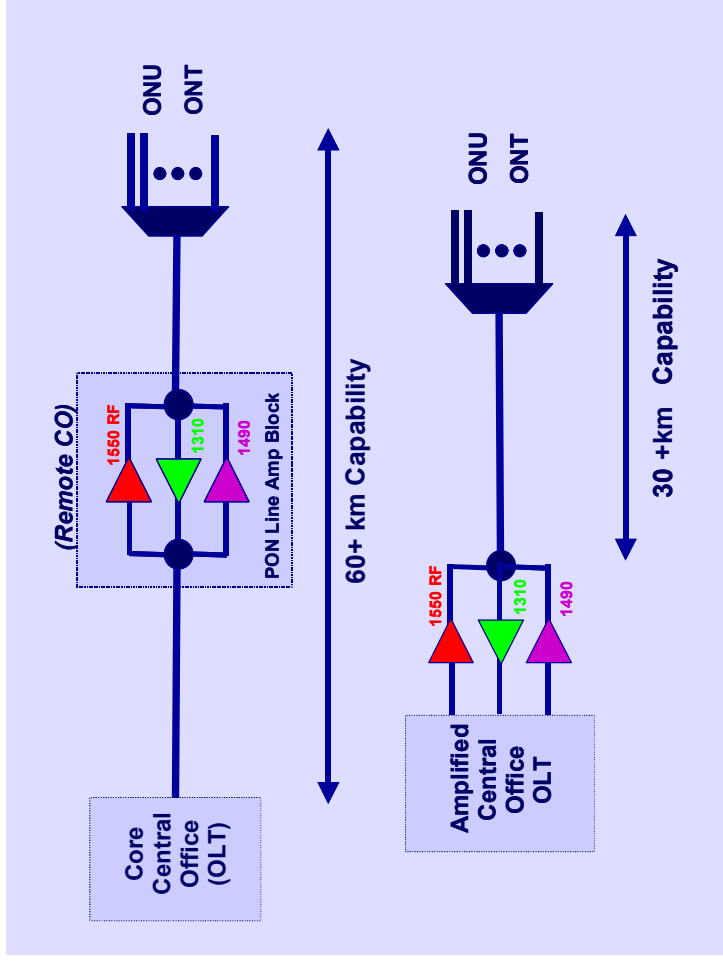 Core
Central
Office
(OLT)
(Remote CO)
1550 RF
1310
1490
PON Line Amp Block
ONU
ONT
60+ km Capability
Amplified
Central
Office
OLT
1550 RF
1310
1490
ONU
ONT
30 +km Capability